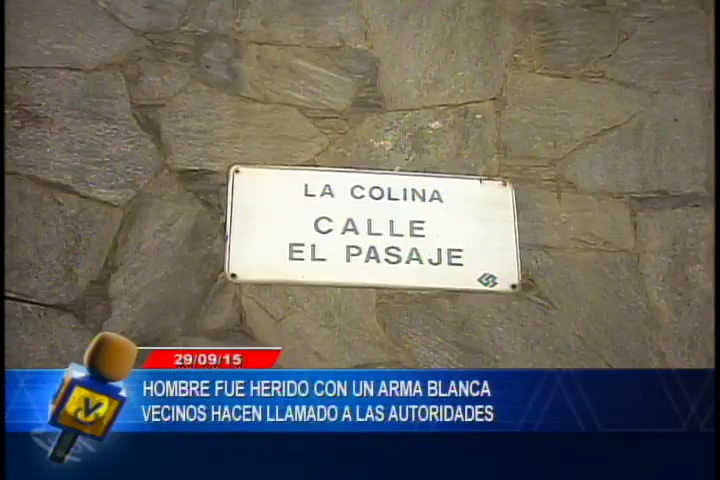 LA COLINA
CALLE
EL PASAJE
29/09/15
HOMBRE FUE HERIDO CON UN ARMA BLANCA
VECINOS HACEN LLAMADO A LAS AUTORIDADES